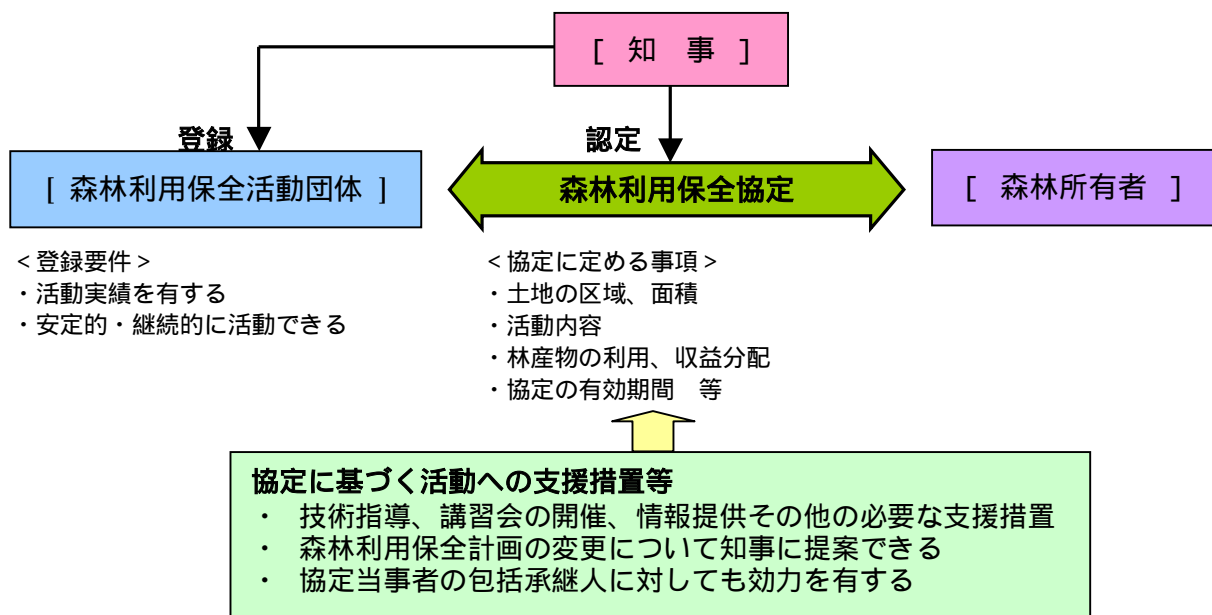 [ 知　事 ]
登録
認定
[ 森林利用保全活動団体 ]
森林利用保全協定
[ 森林所有者 ]
<登録要件>
・活動実績を有する
・安定的・継続的に活動できる
<協定に定める事項>
・土地の区域、面積
・活動内容
・林産物の利用、収益分配
・協定の有効期間　等
協定に基づく活動への支援措置等
・　技術指導、講習会の開催、情報提供その他の必要な支援措置
・　森林利用保全計画の変更について知事に提案できる
・　協定当事者の包括承継人に対しても効力を有する